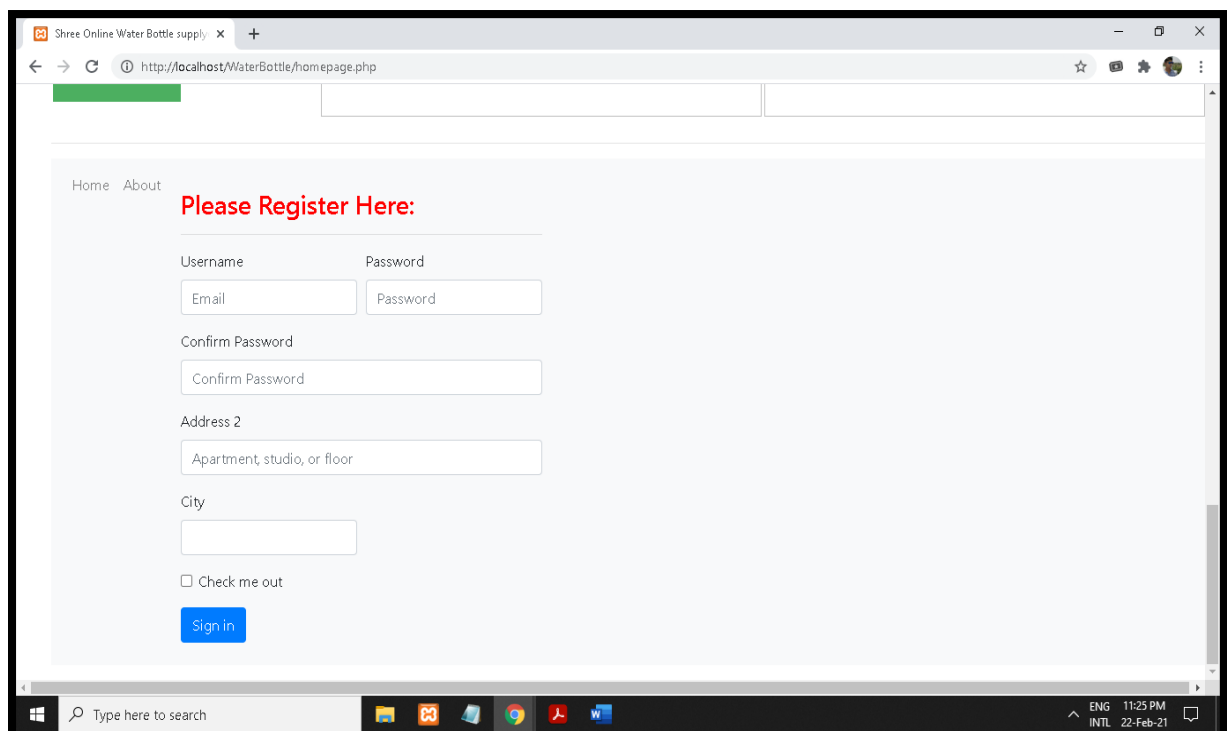 Shree Online Water Bottle supply
http://localhost/WaterBottle/homepage.php
Home About
Please Register Here:
Username Password
Email Password
Confirm Password
Confirm Password
Address 2
Apartment, studio, or floor
City
Check me out
Sign in
Type here to search
ENG 11:25 PM
INTL 22-Feb-21